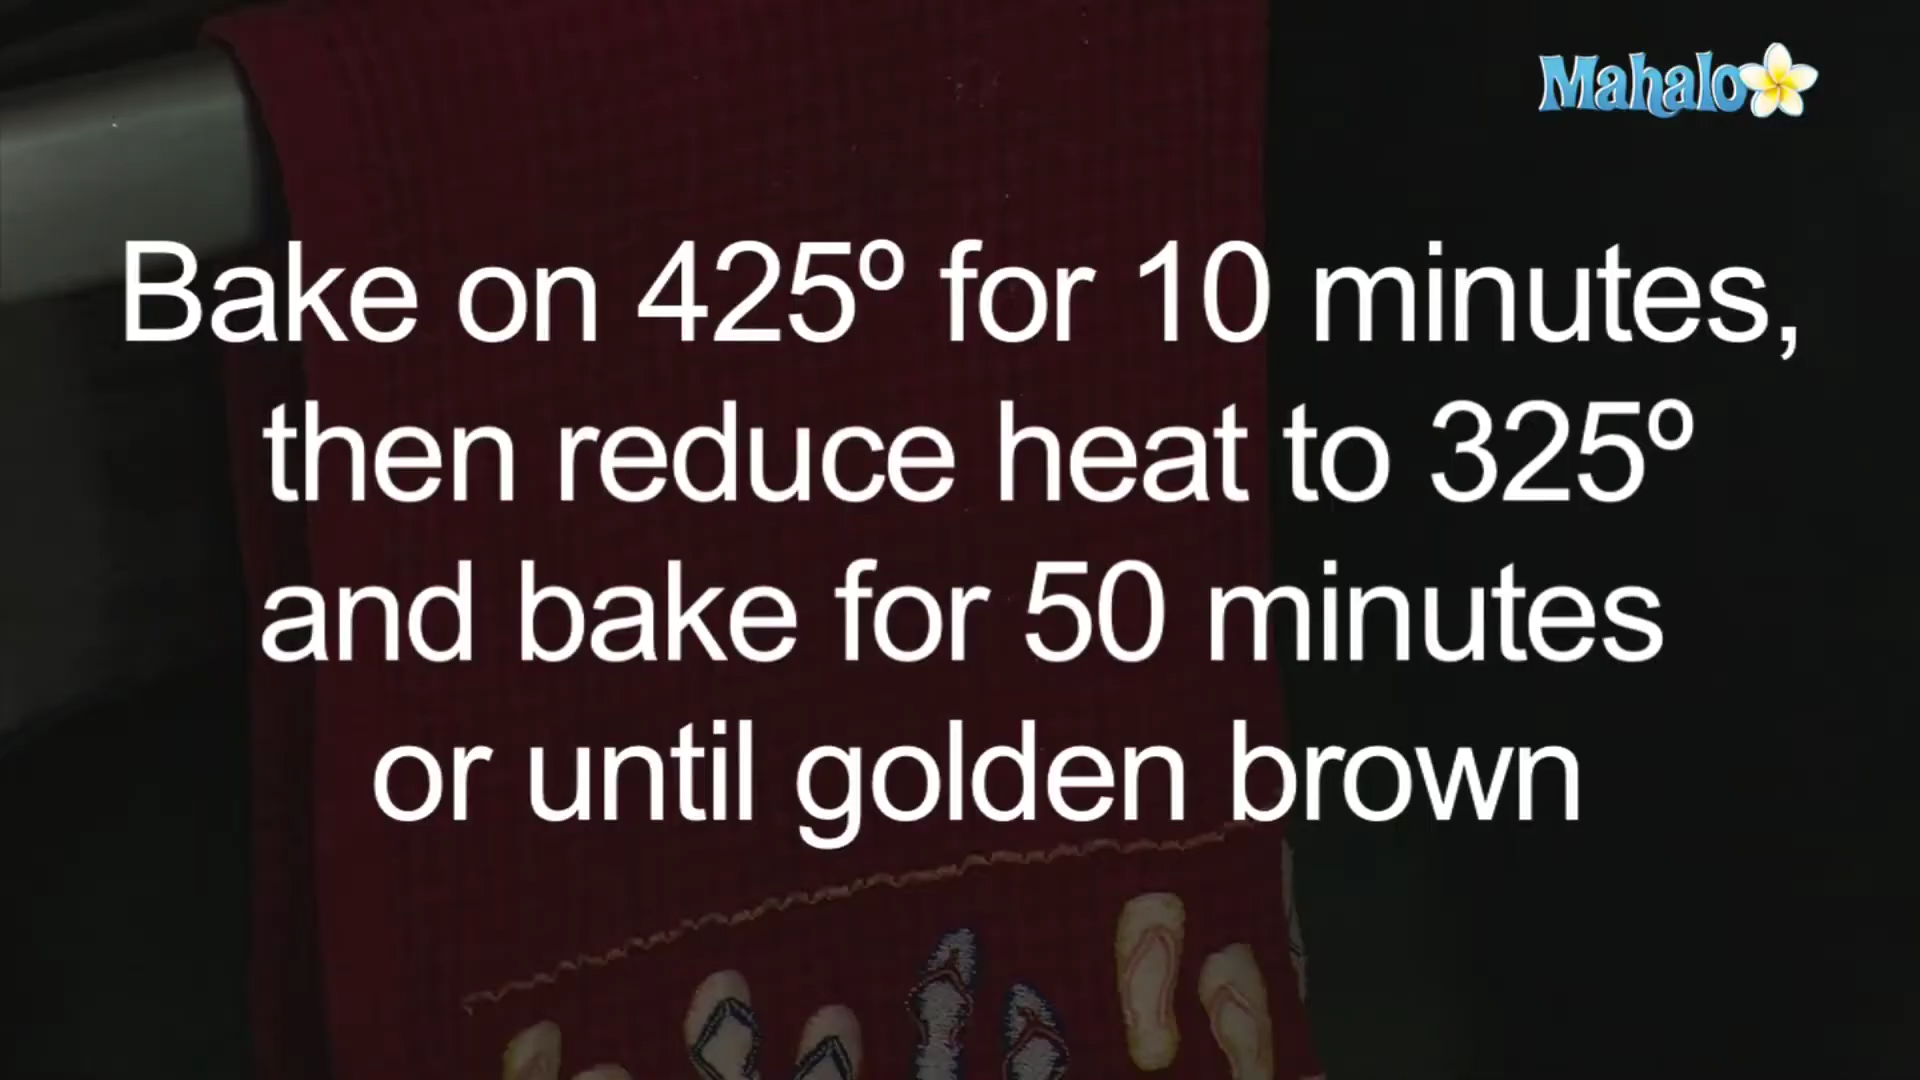 Mahalo
Bake on 425º for 10 minutes,
then reduce heat to 325º
and bake for 50 minutes
or until golden brown